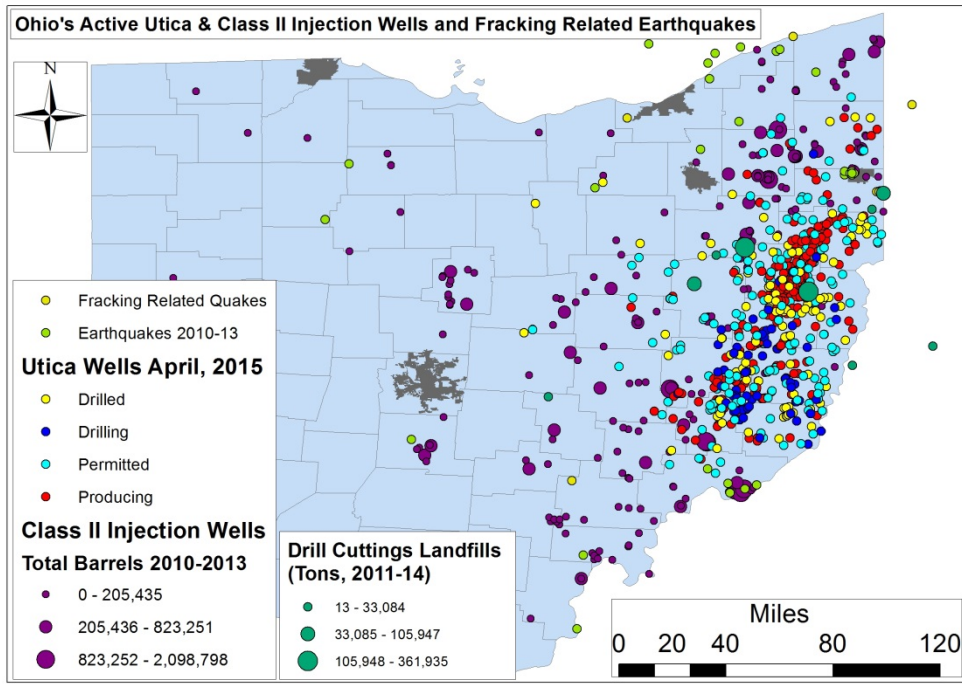 Ohio's Active Utica & Class II Injection Wells and Fracking Related Earthquakes
N
Fracking Related Quakes
Earthquakes 2010-13
Utica Wells April, 2015
Drilled
Drilling
Permitted
Producing
Class II Injection Wells
Total Barrels 2010-2013
0 - 205,435
205,436 - 823,251
823,252 - 2,098,798
Drill Cuttings Landfills
(Tons, 2011-14)
13 - 33,084
33,085 - 105,947
105,948 - 361,935
Miles
0 20 40 60 80 120